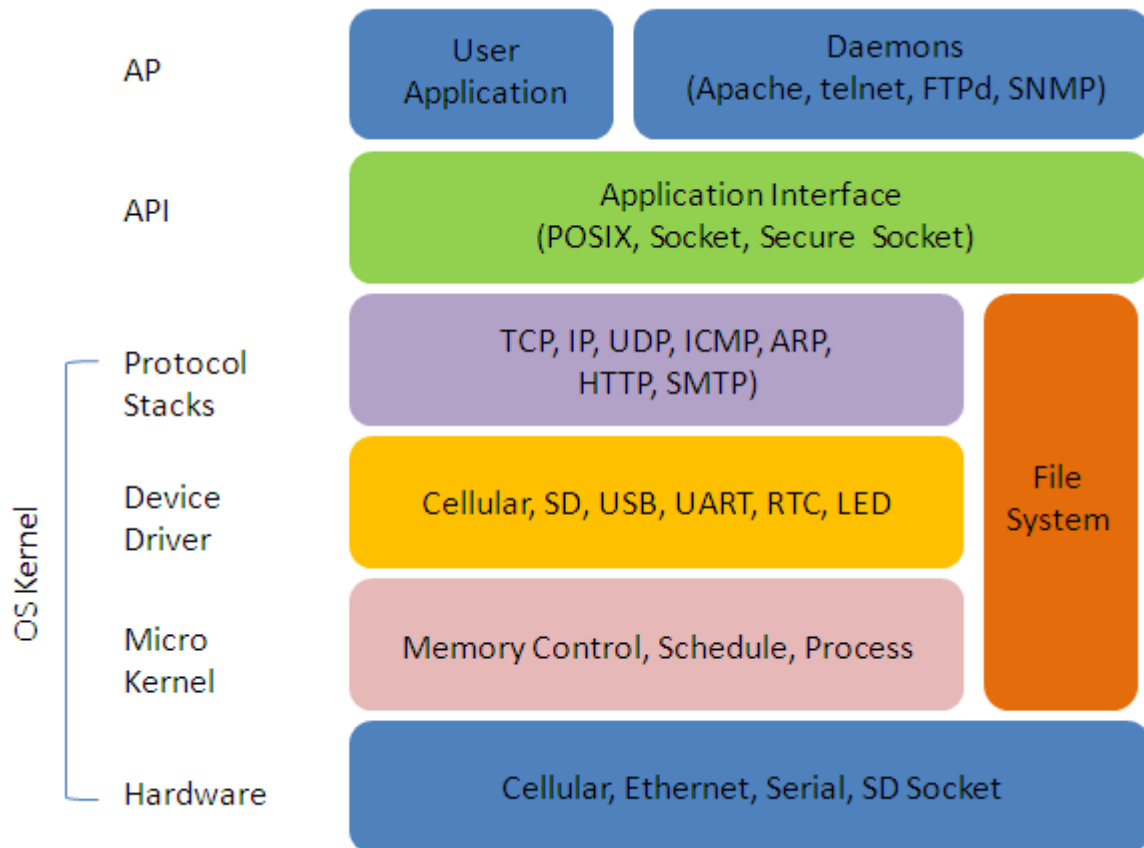 AP
User
Application
Daemons
(Apache, telnet, FTPd, SNMP)
API
Application Interface
(POSIX, Socket, Secure Socket)
OS Kernel
Protocol
Stacks
TCP, IP, UDP, ICMP, ARP,
HTTP, SMTP)
File
System
Device
Driver
Cellular, SD, USB, UART, RTC, LED
Micro
Kernel
Memory Control, Schedule, Process
Hardware
Cellular, Ethernet, Serial, SD Socket